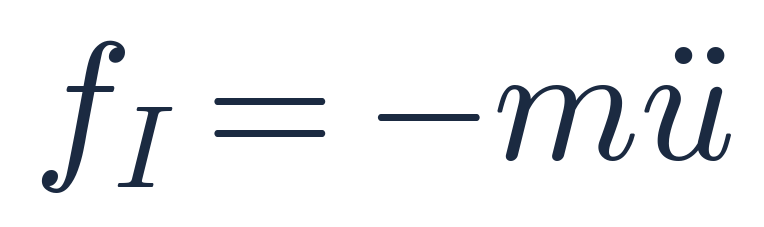 f_I = −mü